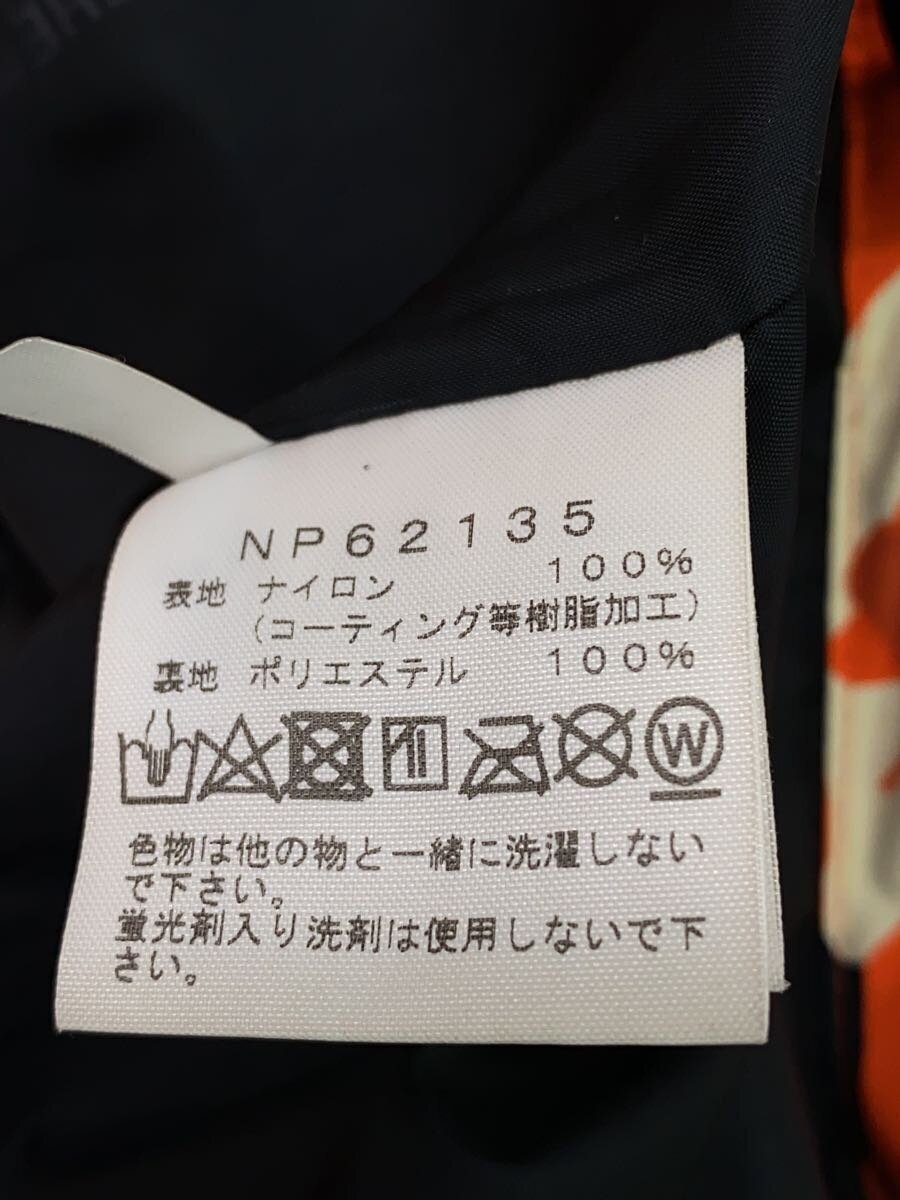 THE
NP62135
表地 ナイロン 100%
(コーティング等樹脂加工)
裏地 ポリエステル 100%
W
色物は他の物と一緒に洗濯しない
で下さい。
蛍光剤入り洗剤は使用しないで下
さい。